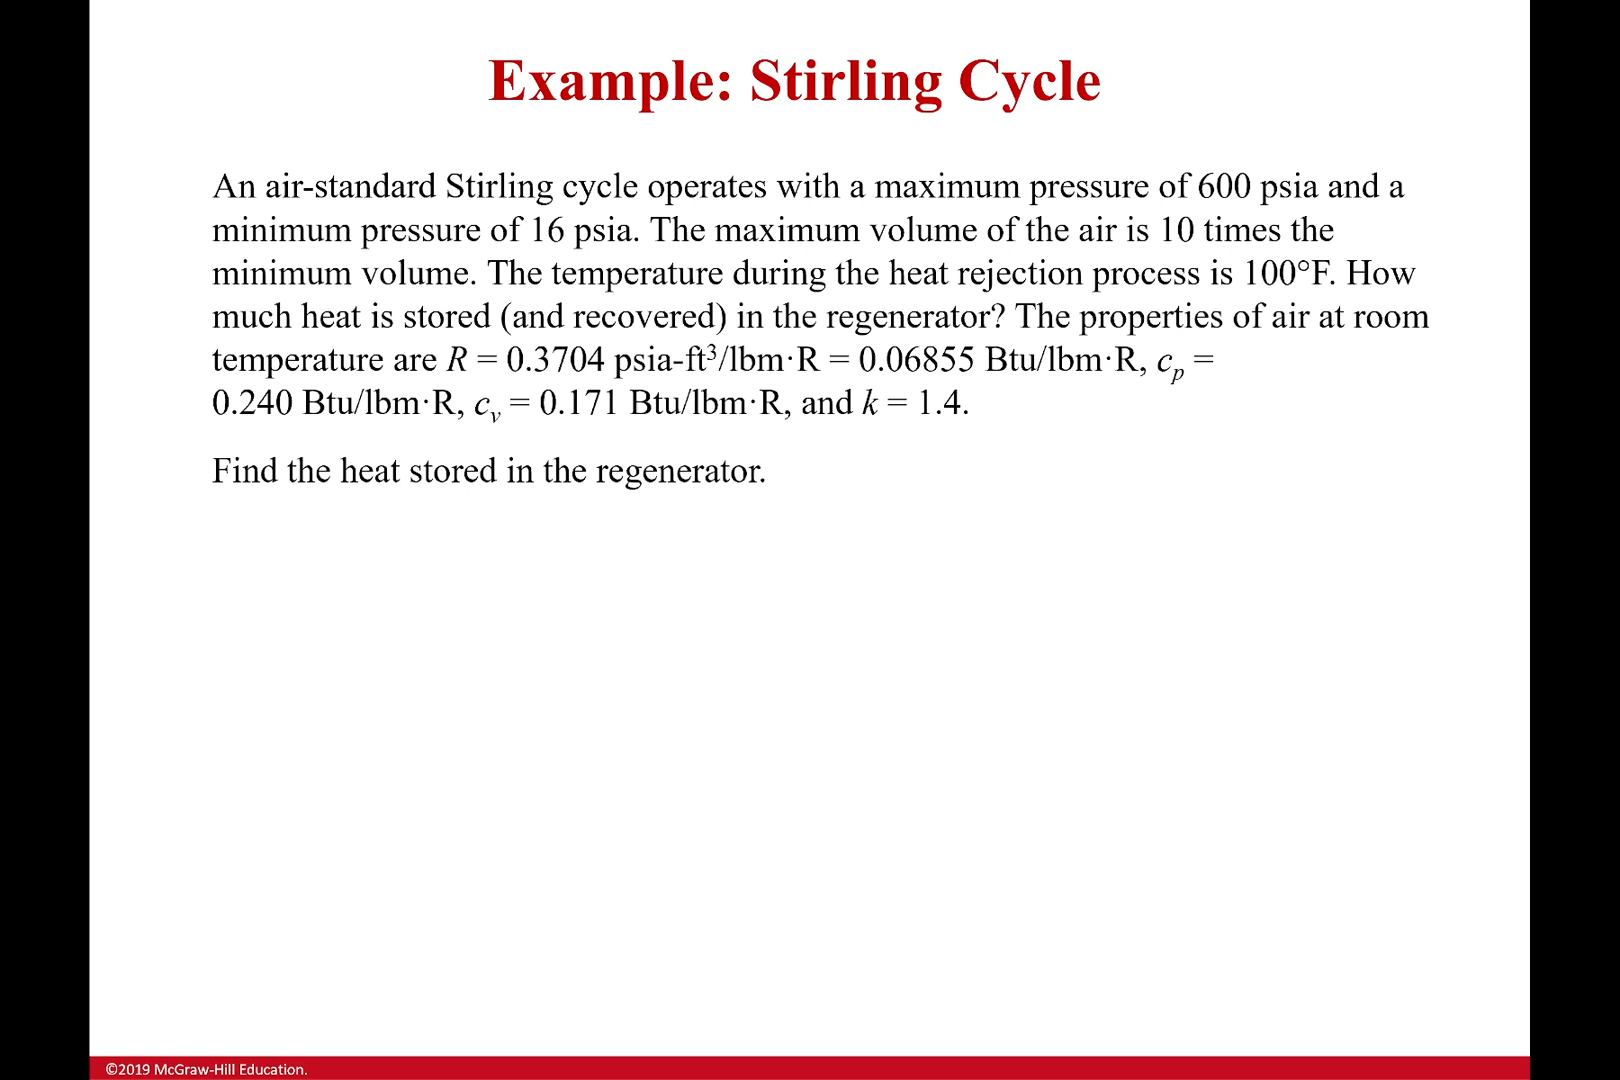 Example: Stirling Cycle
An air-standard Stirling cycle operates with a maximum pressure of 600 psia and a
minimum pressure of 16 psia. The maximum volume of the air is 10 times the
minimum volume. The temperature during the heat rejection process is 100°F. How
much heat is stored (and recovered) in the regenerator? The properties of air at room
temperature are R = 0.3704 psia-ft³/lbm·R = 0.06855 Btu/lbm·R, cₚ =
0.240 Btu/lbm·R, cᵥ = 0.171 Btu/lbm·R, and k = 1.4.
Find the heat stored in the regenerator.
©2019 McGraw-Hill Education.